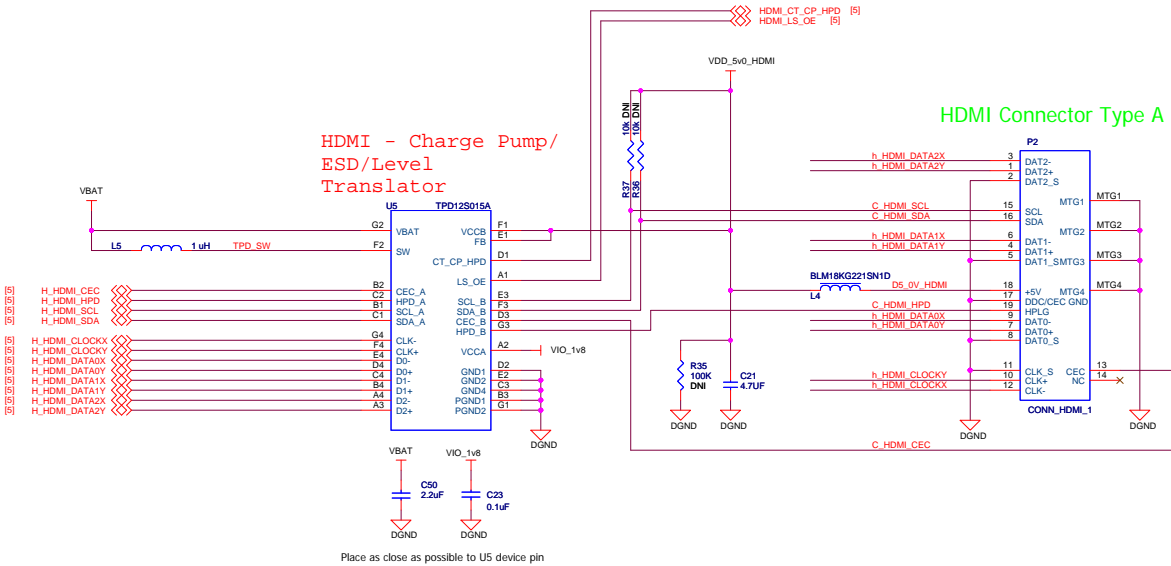 HDMI_CT_CP_HPD [5]
HDMI_LS_OE [5]
VDD_5v0_HDMI
HDMI Connector Type A
HDMI - Charge Pump/
ESD/Level
Translator
10k DNI
10k DNI
R37
R36
VBAT
U5 TPD12S015A
L5 1 uH TPD_SW
G2 VBAT
F2 SW
B2 CEC_A
C2 HPD_A
B1 SCL_A
C1 SDA_A
G4 CLK-
F4 CLK+
E4 D0-
D4 D0+
C4 D1-
B4 D1+
A4 D2-
A3 D2+
VCCB F1
FB E1
CT_CP_HPD D1
LS_OE A1
SCL_B E3
SDA_B F3
CEC_B D3
HPD_B G3
VCCA A2 VIO_1v8
GND1 D2
GND2 E2
GND4 C3
PGND1 B3
PGND2 G1
DGND
[5] H_HDMI_CEC
[5] H_HDMI_HPD
[5] H_HDMI_SCL
[5] H_HDMI_SDA
[5] H_HDMI_CLOCKX
[5] H_HDMI_CLOCKY
[5] H_HDMI_DATA0X
[5] H_HDMI_DATA0Y
[5] H_HDMI_DATA1X
[5] H_HDMI_DATA1Y
[5] H_HDMI_DATA2X
[5] H_HDMI_DATA2Y
R35
100K
DNI
DGND
C21
4.7UF
DGND
BLM18KG221SN1D
L4
P2
h_HDMI_DATA2X 3 DAT2-
h_HDMI_DATA2Y 1 DAT2+
2 DAT2_S
C_HDMI_SCL 15 SCL
C_HDMI_SDA 16 SDA
h_HDMI_DATA1X 6 DAT1-
h_HDMI_DATA1Y 4 DAT1+
5 DAT1_S
D5_0V_HDMI 18 +5V
17 DDC/CEC GND
C_HDMI_HPD 19 HPLG
h_HDMI_DATA0X 9 DAT0-
h_HDMI_DATA0Y 7 DAT0+
8 DAT0_S
11 CLK_S
h_HDMI_CLOCKY 10 CLK+
h_HDMI_CLOCKX 12 CLK-
MTG1 MTG1
MTG2 MTG2
MTG3 MTG3
MTG4 MTG4
CEC 13
NC 14
CONN_HDMI_1
DGND
DGND
C_HDMI_CEC
VBAT
C50
2.2uF
DGND
VIO_1v8
C23
0.1uF
DGND
Place as close as possible to U5 device pin